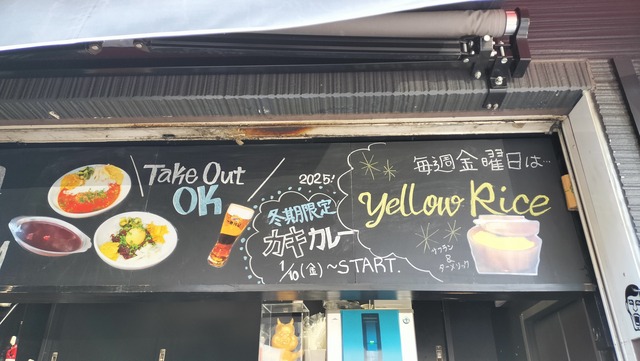 Take Out
OK
2025!
冬期限定
カキカレー
1/10(金)〜START.
毎週金曜日は…
Yellow Rice
サフラン
&
ターメリック